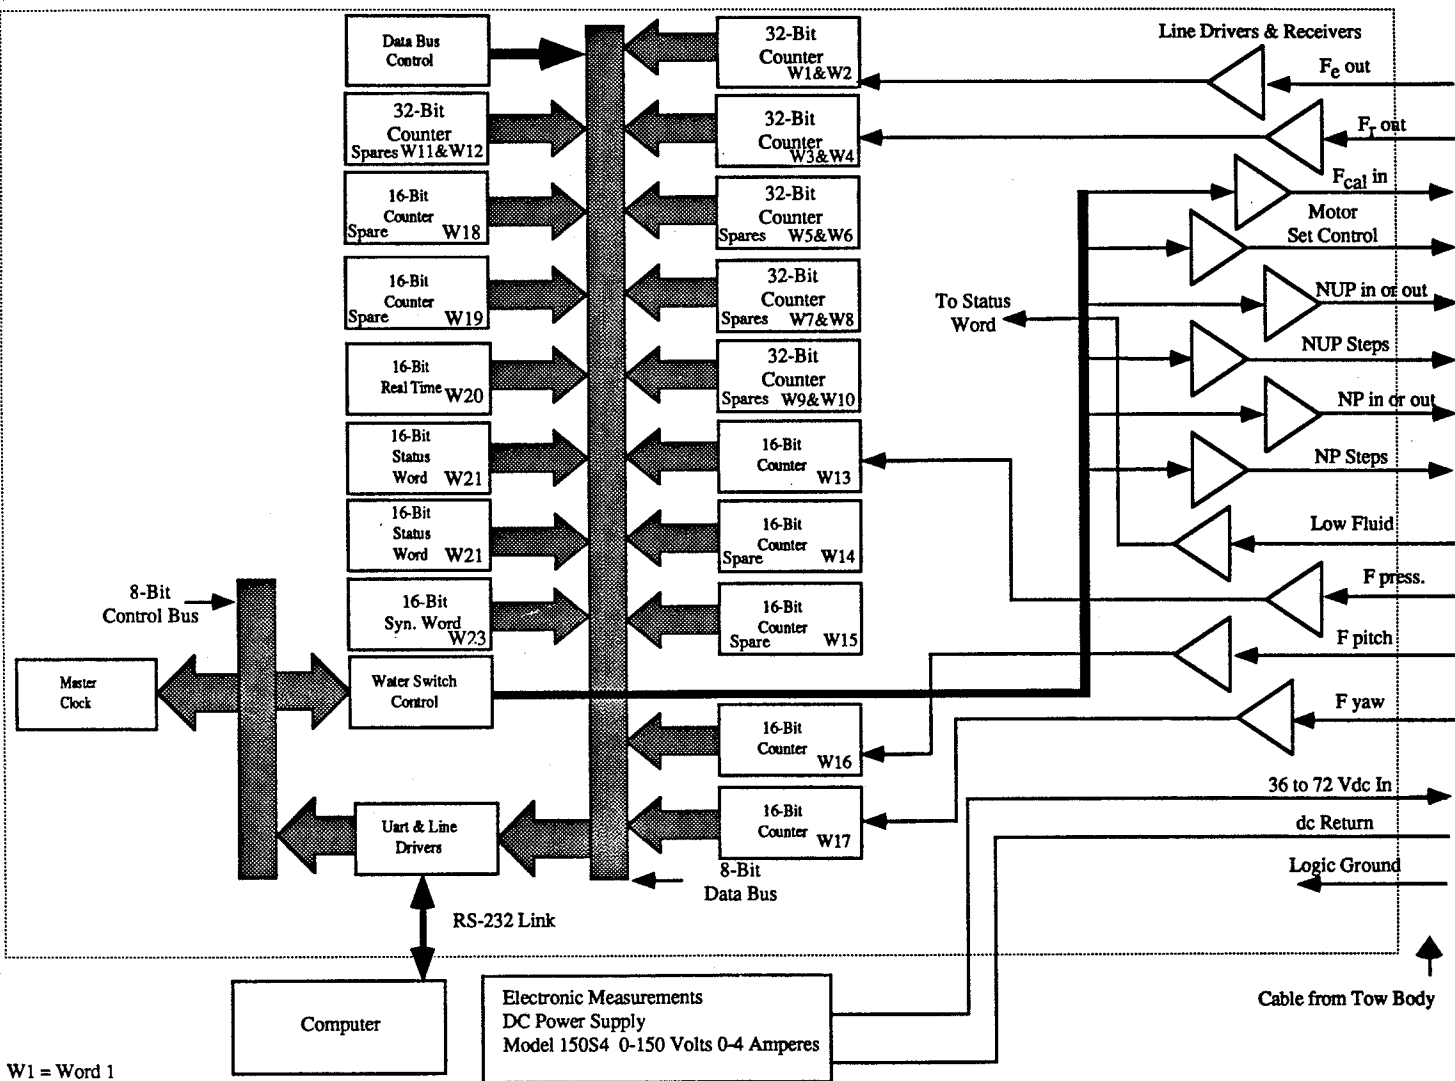 Data Bus
Control
32-Bit
Counter
W1&W2
Line Drivers & Receivers
Fe out
32-Bit
Counter
Spares W11&W12
32-Bit
Counter
W3&W4
Fr out
16-Bit
Counter
Spare W18
32-Bit
Counter
Spares W5&W6
Fcal in
Motor
Set Control
16-Bit
Counter
Spare W19
32-Bit
Counter
Spares W7&W8
To Status
Word
NUP in or out
NUP Steps
16-Bit
Real Time W20
32-Bit
Counter
Spares W9&W10
NP in or out
16-Bit
Status
Word W21
16-Bit
Counter
W13
NP Steps
16-Bit
Status
Word W21
16-Bit
Counter
Spare W14
Low Fluid
8-Bit
Control Bus
16-Bit
Syn. Word
W23
16-Bit
Counter
Spare W15
F press.
F pitch
Master
Clock
Water Switch
Control
F yaw
16-Bit
Counter
W16
36 to 72 Vdc In
Uart & Line
Drivers
16-Bit
Counter
W17
dc Return
8-Bit
Data Bus
Logic Ground
RS-232 Link
Computer
Electronic Measurements
DC Power Supply
Model 150S4 0-150 Volts 0-4 Amperes
Cable from Tow Body
W1 = Word 1